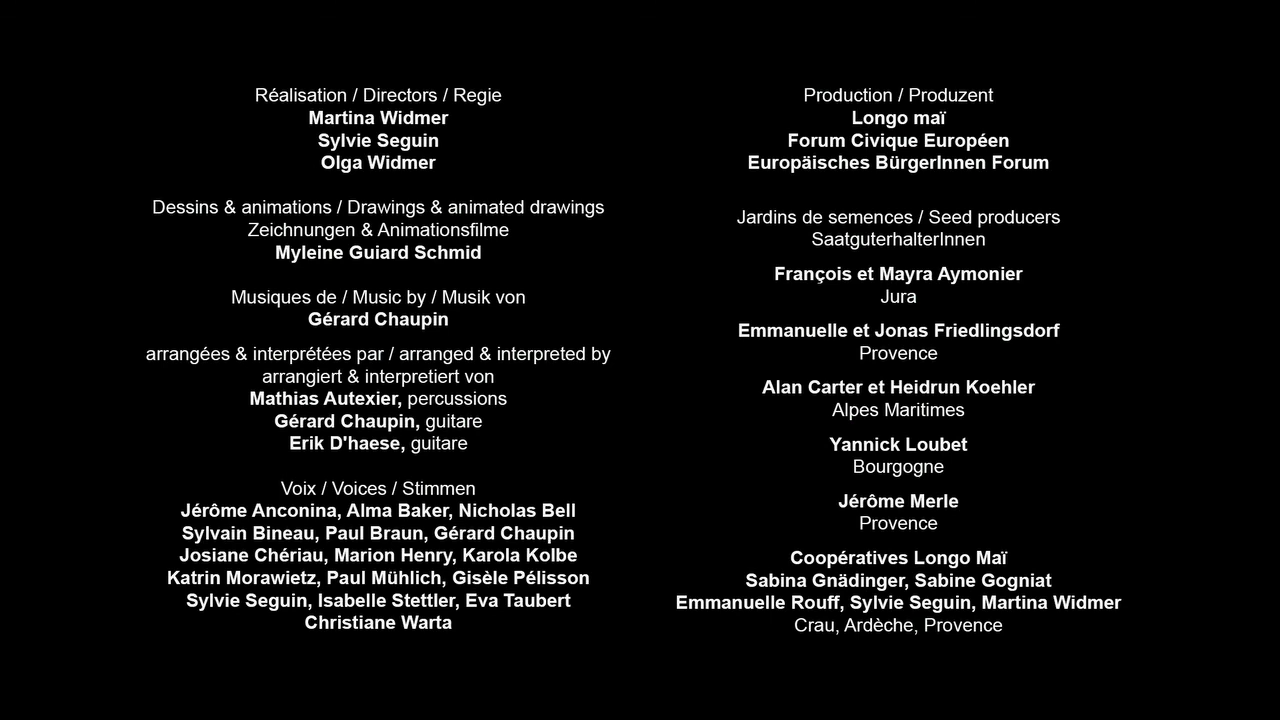 Réalisation / Directors / Regie
Martina Widmer
Sylvie Seguin
Olga Widmer
Dessins & animations / Drawings & animated drawings
Zeichnungen & Animationsfilme
Myleine Guiard Schmid
Musiques de / Music by / Musik von
Gérard Chaupin
arrangées & interprétées par / arranged & interpreted by
arrangiert & interpretiert von
Mathias Autexier, percussions
Gérard Chaupin, guitare
Erik D'haese, guitare
Voix / Voices / Stimmen
Jérôme Anconina, Alma Baker, Nicholas Bell
Sylvain Bineau, Paul Braun, Gérard Chaupin
Josiane Chériau, Marion Henry, Karola Kolbe
Katrin Morawietz, Paul Mühlich, Gisèle Pélisson
Sylvie Seguin, Isabelle Stettler, Eva Taubert
Christiane Warta
Production / Produzent
Longo maï
Forum Civique Européen
Europäisches BürgerInnen Forum
Jardins de semences / Seed producers
SaatguterhalterInnen
François et Mayra Aymonier
Jura
Emmanuelle et Jonas Friedlingsdorf
Provence
Alan Carter et Heidrun Koehler
Alpes Maritimes
Yannick Loubet
Bourgogne
Jérôme Merle
Provence
Coopératives Longo Maï
Sabina Gnädinger, Sabine Gogniat
Emmanuelle Rouff, Sylvie Seguin, Martina Widmer
Crau, Ardèche, Provence